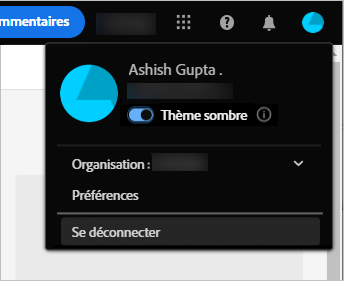 mmentaires
Ashish Gupta .
Thème sombre
Organisation :
Préférences
Se déconnecter